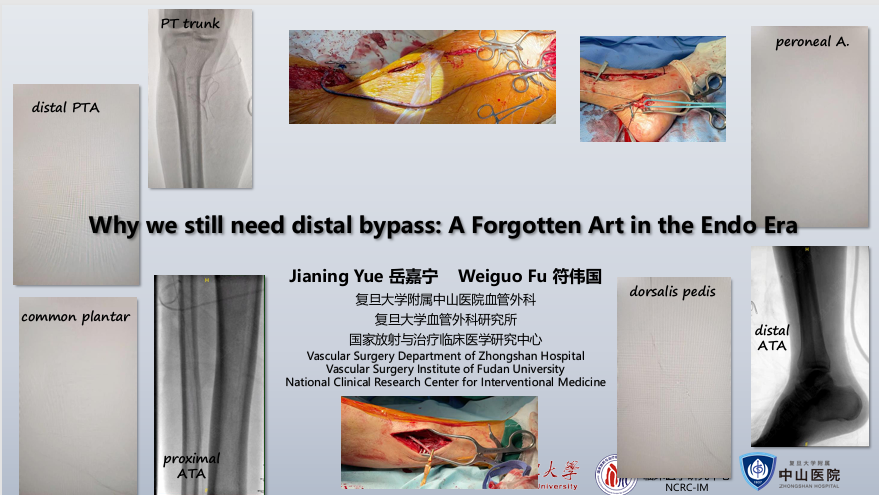 PT trunk
peroneal A.
distal PTA
Why we still need distal bypass: A Forgotten Art in the Endo Era
Jianing Yue 岳嘉宁 Weiguo Fu 符伟国
复旦大学附属中山医院血管外科
复旦大学血管外科研究所
国家放射与治疗临床医学研究中心
Vascular Surgery Department of Zhongshan Hospital
Vascular Surgery Institute of Fudan University
National Clinical Research Center for Interventional Medicine
common plantar
dorsalis pedis
distal
ATA
proximal
ATA
大学
University
NCRC-IM
复旦大学附属
中山医院
ZHONGSHAN HOSPITAL